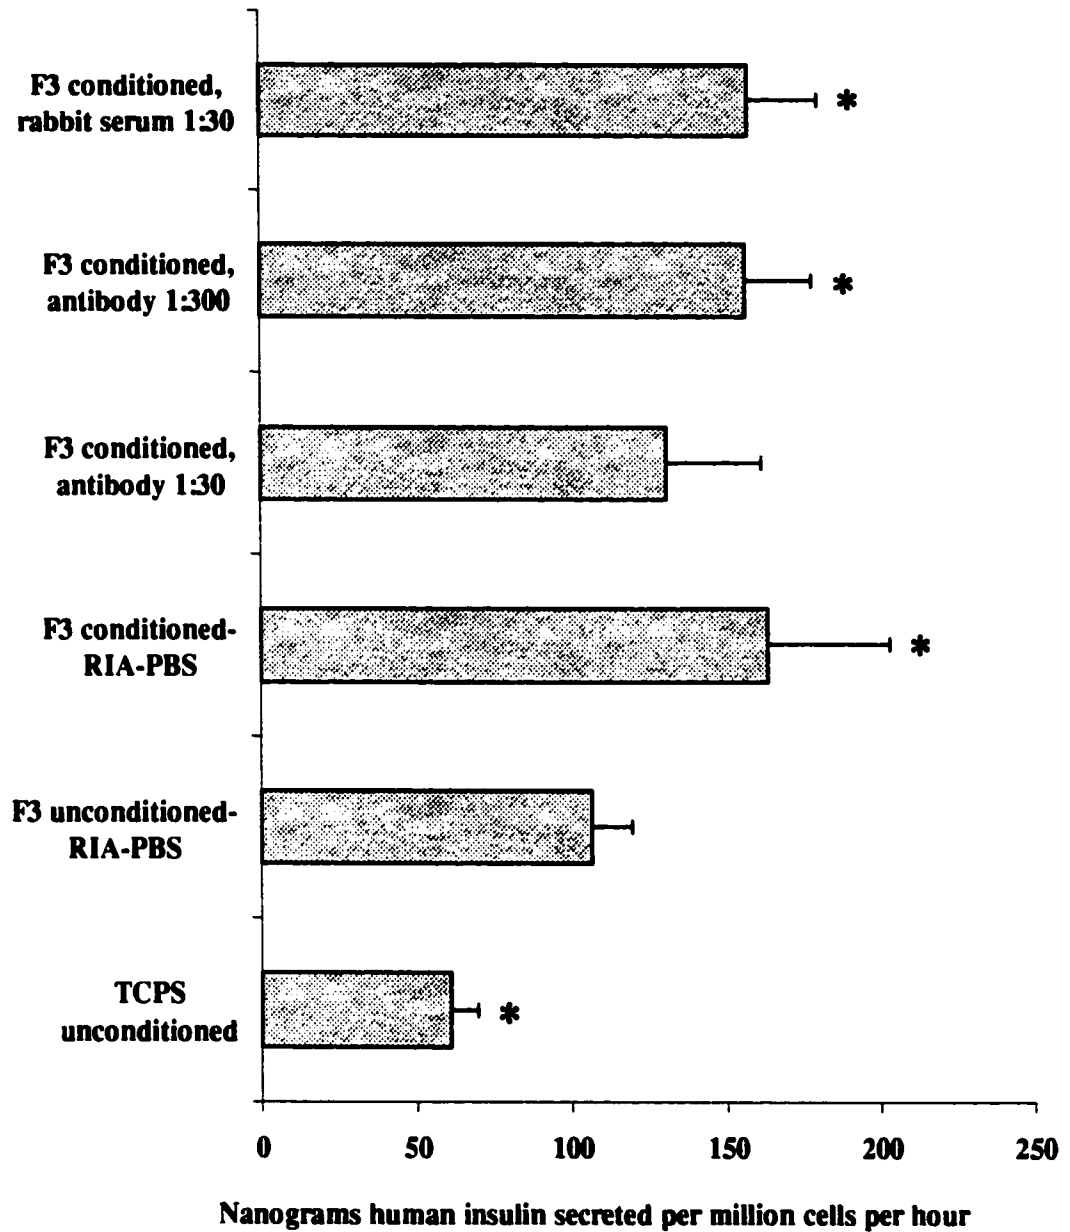 F3 conditioned,
rabbit serum 1:30
*
F3 conditioned,
antibody 1:300
*
F3 conditioned,
antibody 1:30
F3 conditioned-
RIA-PBS
*
F3 unconditioned-
RIA-PBS
TCPS
unconditioned
*
0 50 100 150 200 250
Nanograms human insulin secreted per million cells per hour